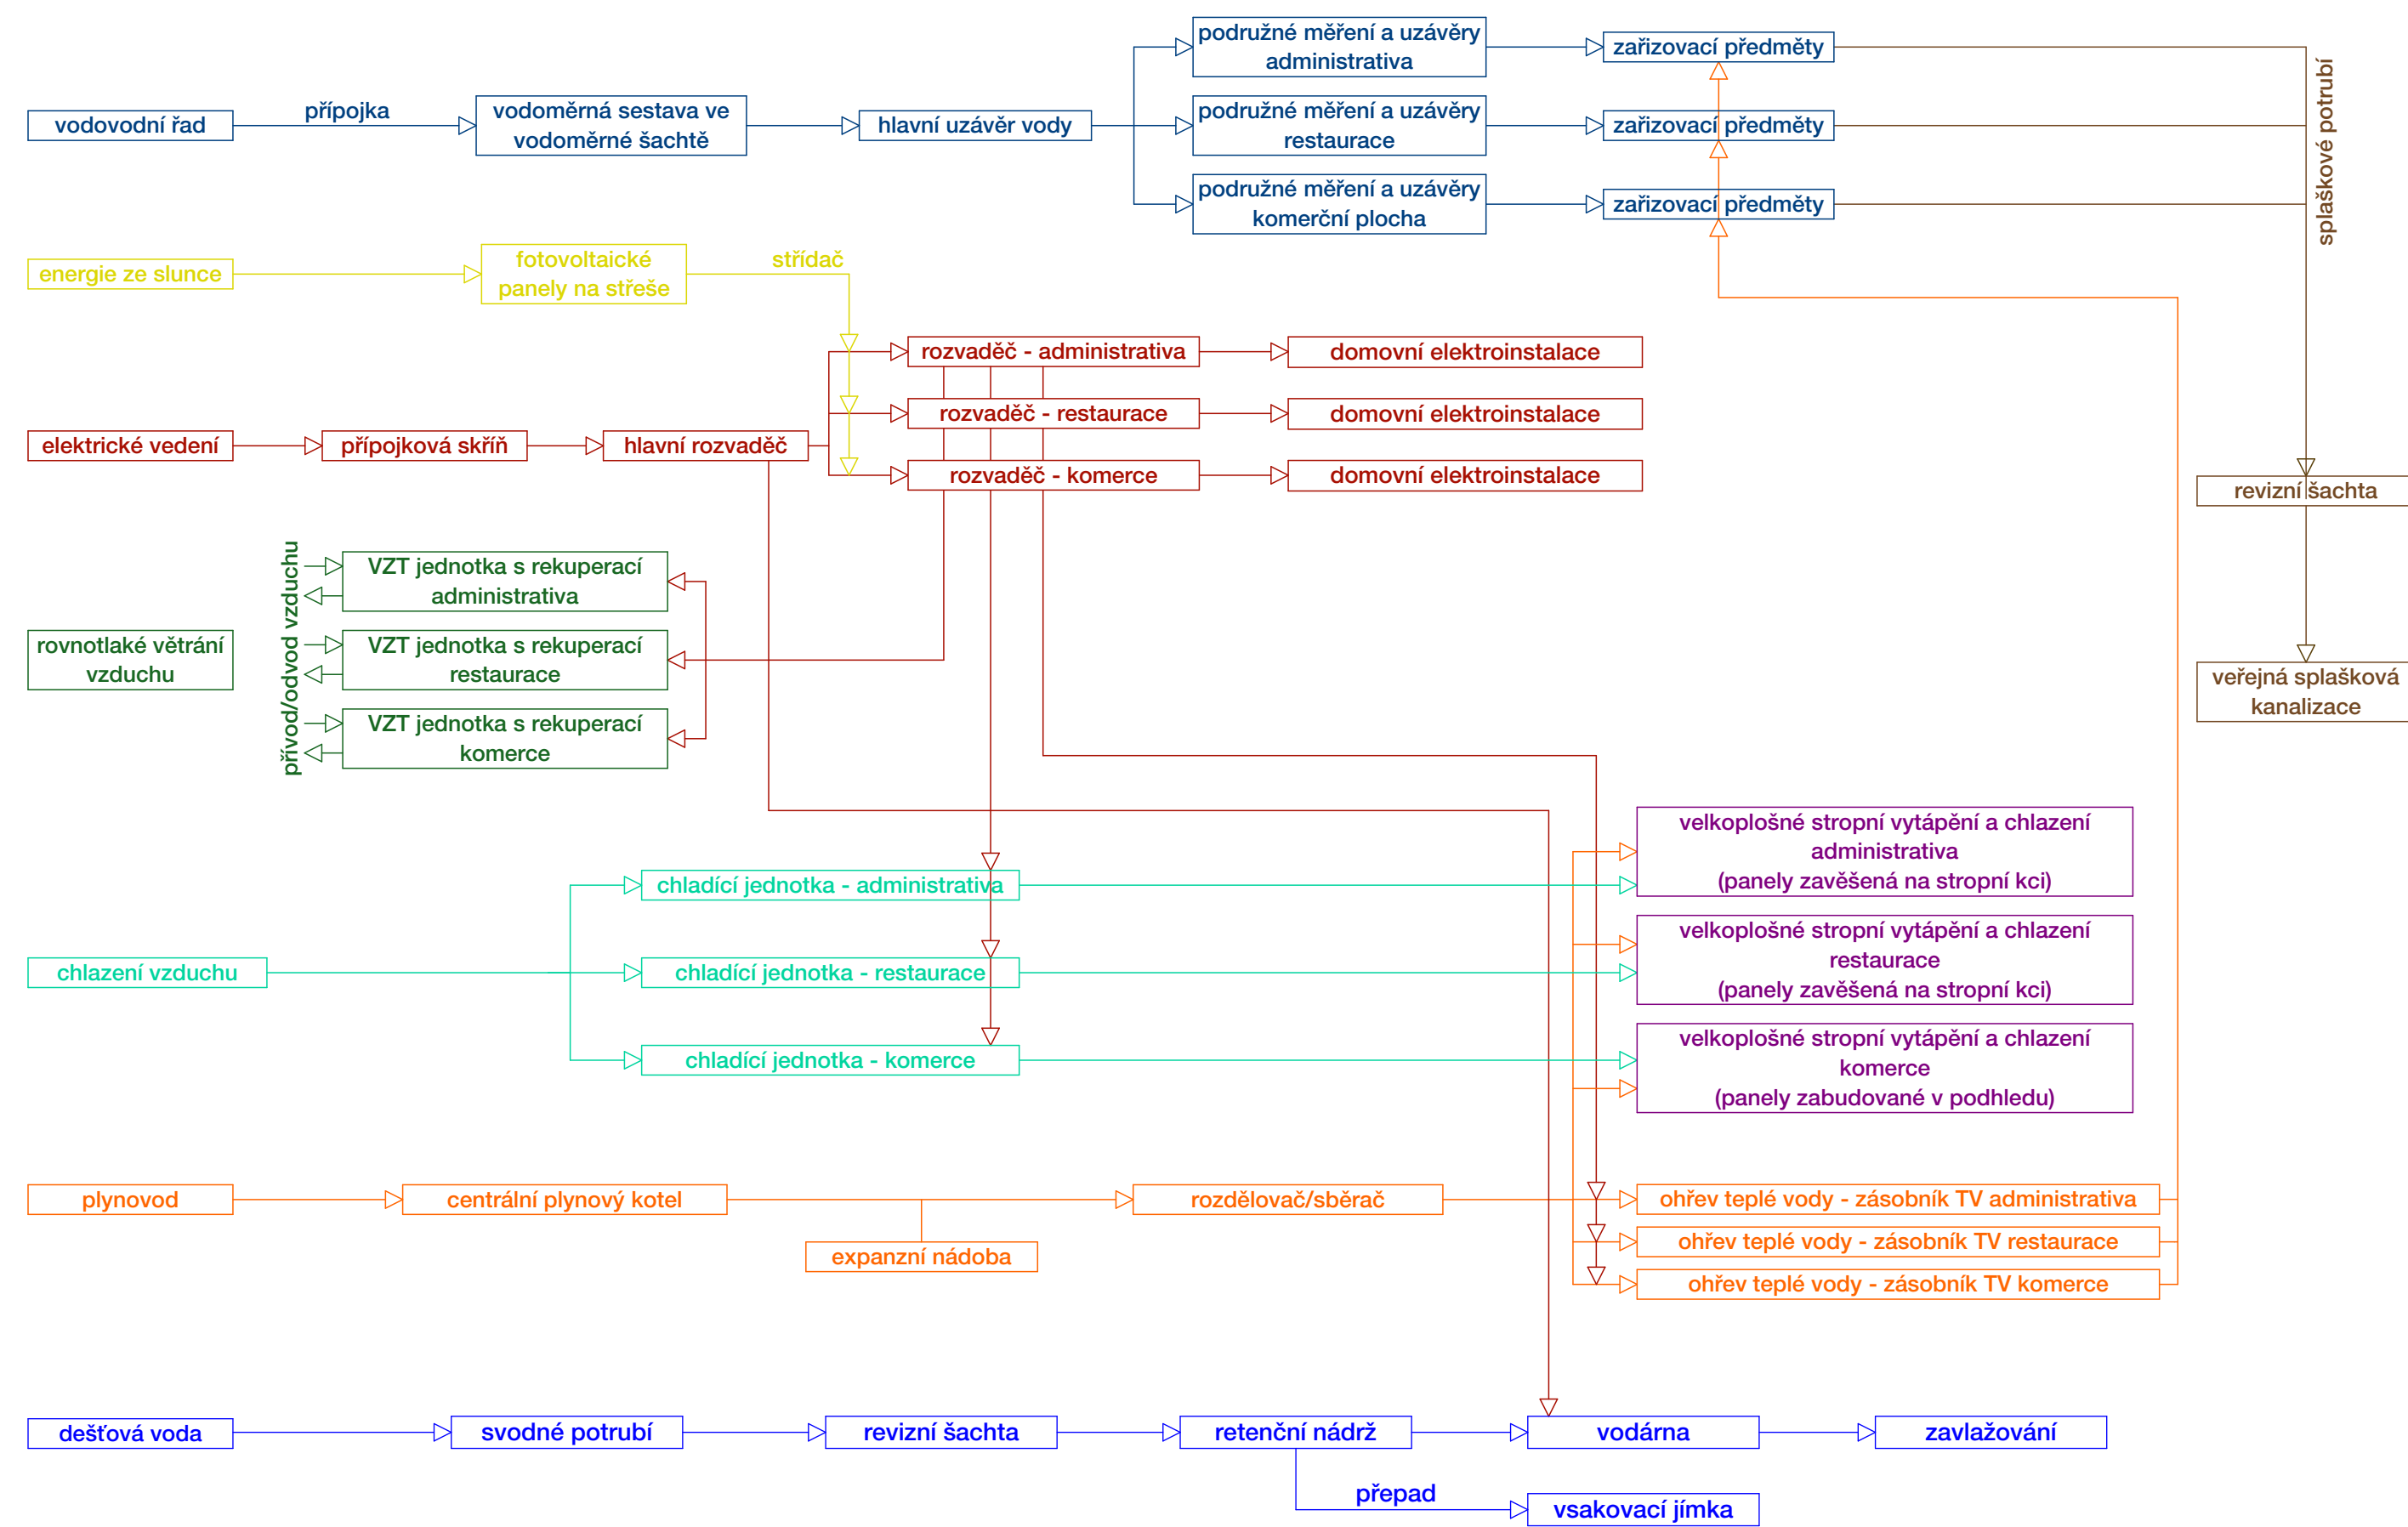 podružné měření a uzávěry
administrativa
zařizovací předměty
vodovodní řad
přípojka
vodoměrná sestava ve
vodoměrné šachtě
hlavní uzávěr vody
podružné měření a uzávěry
restaurace
zařizovací předměty
podružné měření a uzávěry
komerční plocha
zařizovací předměty
splaškové potrubí
energie ze slunce
fotovoltaické
panely na střeše
střídač
rozvaděč - administrativa
domovní elektroinstalace
rozvaděč - restaurace
domovní elektroinstalace
elektrické vedení
přípojková skříň
hlavní rozvaděč
rozvaděč - komerce
domovní elektroinstalace
revizní šachta
veřejná splašková
kanalizace
rovnotlaké větrání
vzduchu
přívod/odvod vzduchu
VZT jednotka s rekuperací
administrativa
VZT jednotka s rekuperací
restaurace
VZT jednotka s rekuperací
komerce
velkoplošné stropní vytápění a chlazení
administrativa
(panely zavěšená na stropní kci)
chladící jednotka - administrativa
velkoplošné stropní vytápění a chlazení
restaurace
(panely zavěšená na stropní kci)
chlazení vzduchu
chladící jednotka - restaurace
velkoplošné stropní vytápění a chlazení
komerce
(panely zabudované v podhledu)
chladící jednotka - komerce
plynovod
centrální plynový kotel
rozdělovač/sběrač
expanzní nádoba
ohřev teplé vody - zásobník TV administrativa
ohřev teplé vody - zásobník TV restaurace
ohřev teplé vody - zásobník TV komerce
dešťová voda
svodné potrubí
revizní šachta
retenční nádrž
vodárna
zavlažování
přepad
vsakovací jímka